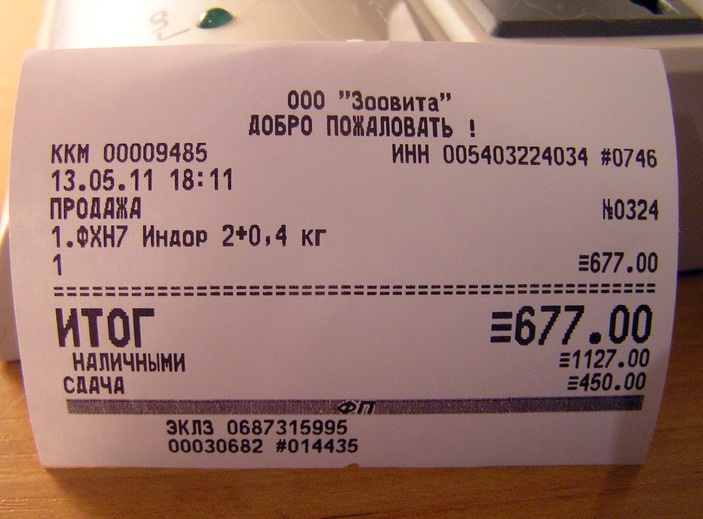 ООО "Зоовита"
ДОБРО ПОЖАЛОВАТЬ !
ККМ 00009485 ИНН 005403224034 #0746
13.05.11 18:11
ПРОДАЖА №0324
1.ФХН7 Индор 2+0,4 кг
1 ≡677.00
ИТОГ ≡677.00
НАЛИЧНЫМИ ≡1127.00
СДАЧА ≡450.00
ФП
ЭКЛЗ 0687315995
00030682 #014435